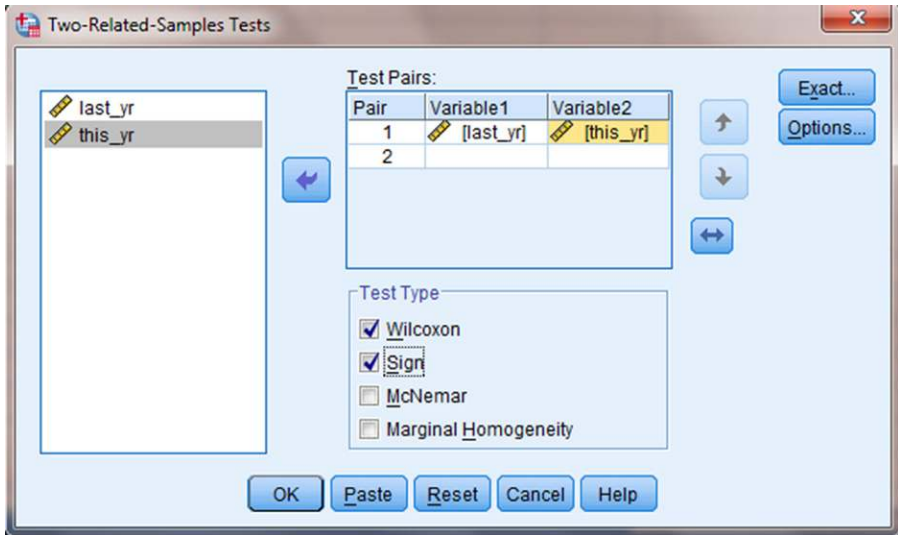 Two-Related-Samples Tests
last_yr
this_yr
Test Pairs:
Pair Variable1 Variable2
1 [last_yr] [this_yr]
2
Exact...
Options...
Test Type
Wilcoxon
Sign
McNemar
Marginal Homogeneity
OK Paste Reset Cancel Help